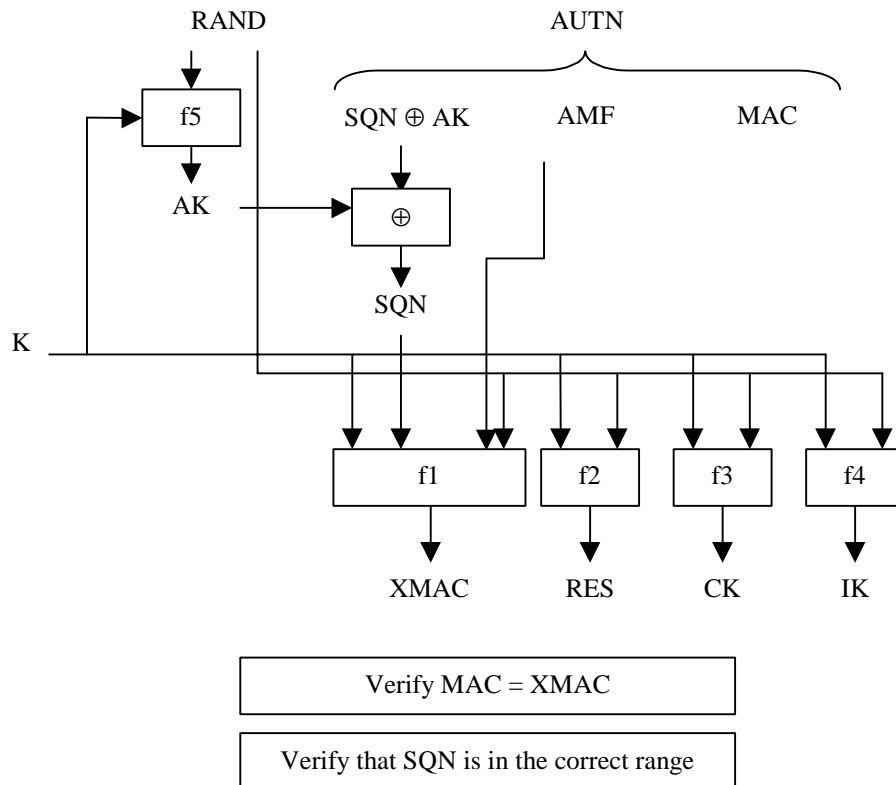 RAND
AUTN
f5
SQN ⊕ AK
AMF
MAC
AK
⊕
SQN
K
f1
f2
f3
f4
XMAC
RES
CK
IK
Verify MAC = XMAC
Verify that SQN is in the correct range